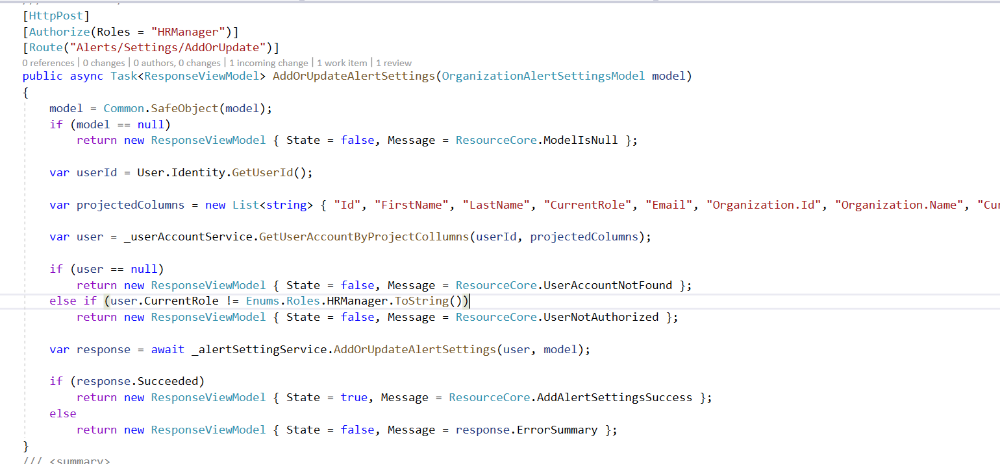 [HttpPost]
[Authorize(Roles = "HRManager")]
[Route("Alerts/Settings/AddOrUpdate")]
0 references | 0 changes | 0 authors, 0 changes | 1 incoming change | 1 work item | 1 review
public async Task<ResponseViewModel> AddOrUpdateAlertSettings(OrganizationAlertSettingsModel model)
{
    model = Common.SafeObject(model);
    if (model == null)
        return new ResponseViewModel { State = false, Message = ResourceCore.ModelIsNull };
    var userId = User.Identity.GetUserId();
    var projectedColumns = new List<string> { "Id", "FirstName", "LastName", "CurrentRole", "Email", "Organization.Id", "Organization.Name", "Cu
    var user = _userAccountService.GetUserAccountByProjectCollumns(userId, projectedColumns);
    if (user == null)
        return new ResponseViewModel { State = false, Message = ResourceCore.UserAccountNotFound };
    else if (user.CurrentRole != Enums.Roles.HRManager.ToString())
        return new ResponseViewModel { State = false, Message = ResourceCore.UserNotAuthorized };
    var response = await _alertSettingService.AddOrUpdateAlertSettings(user, model);
    if (response.Succeeded)
        return new ResponseViewModel { State = true, Message = ResourceCore.AddAlertSettingsSuccess };
    else
        return new ResponseViewModel { State = false, Message = response.ErrorSummary };
}
/// <summary>